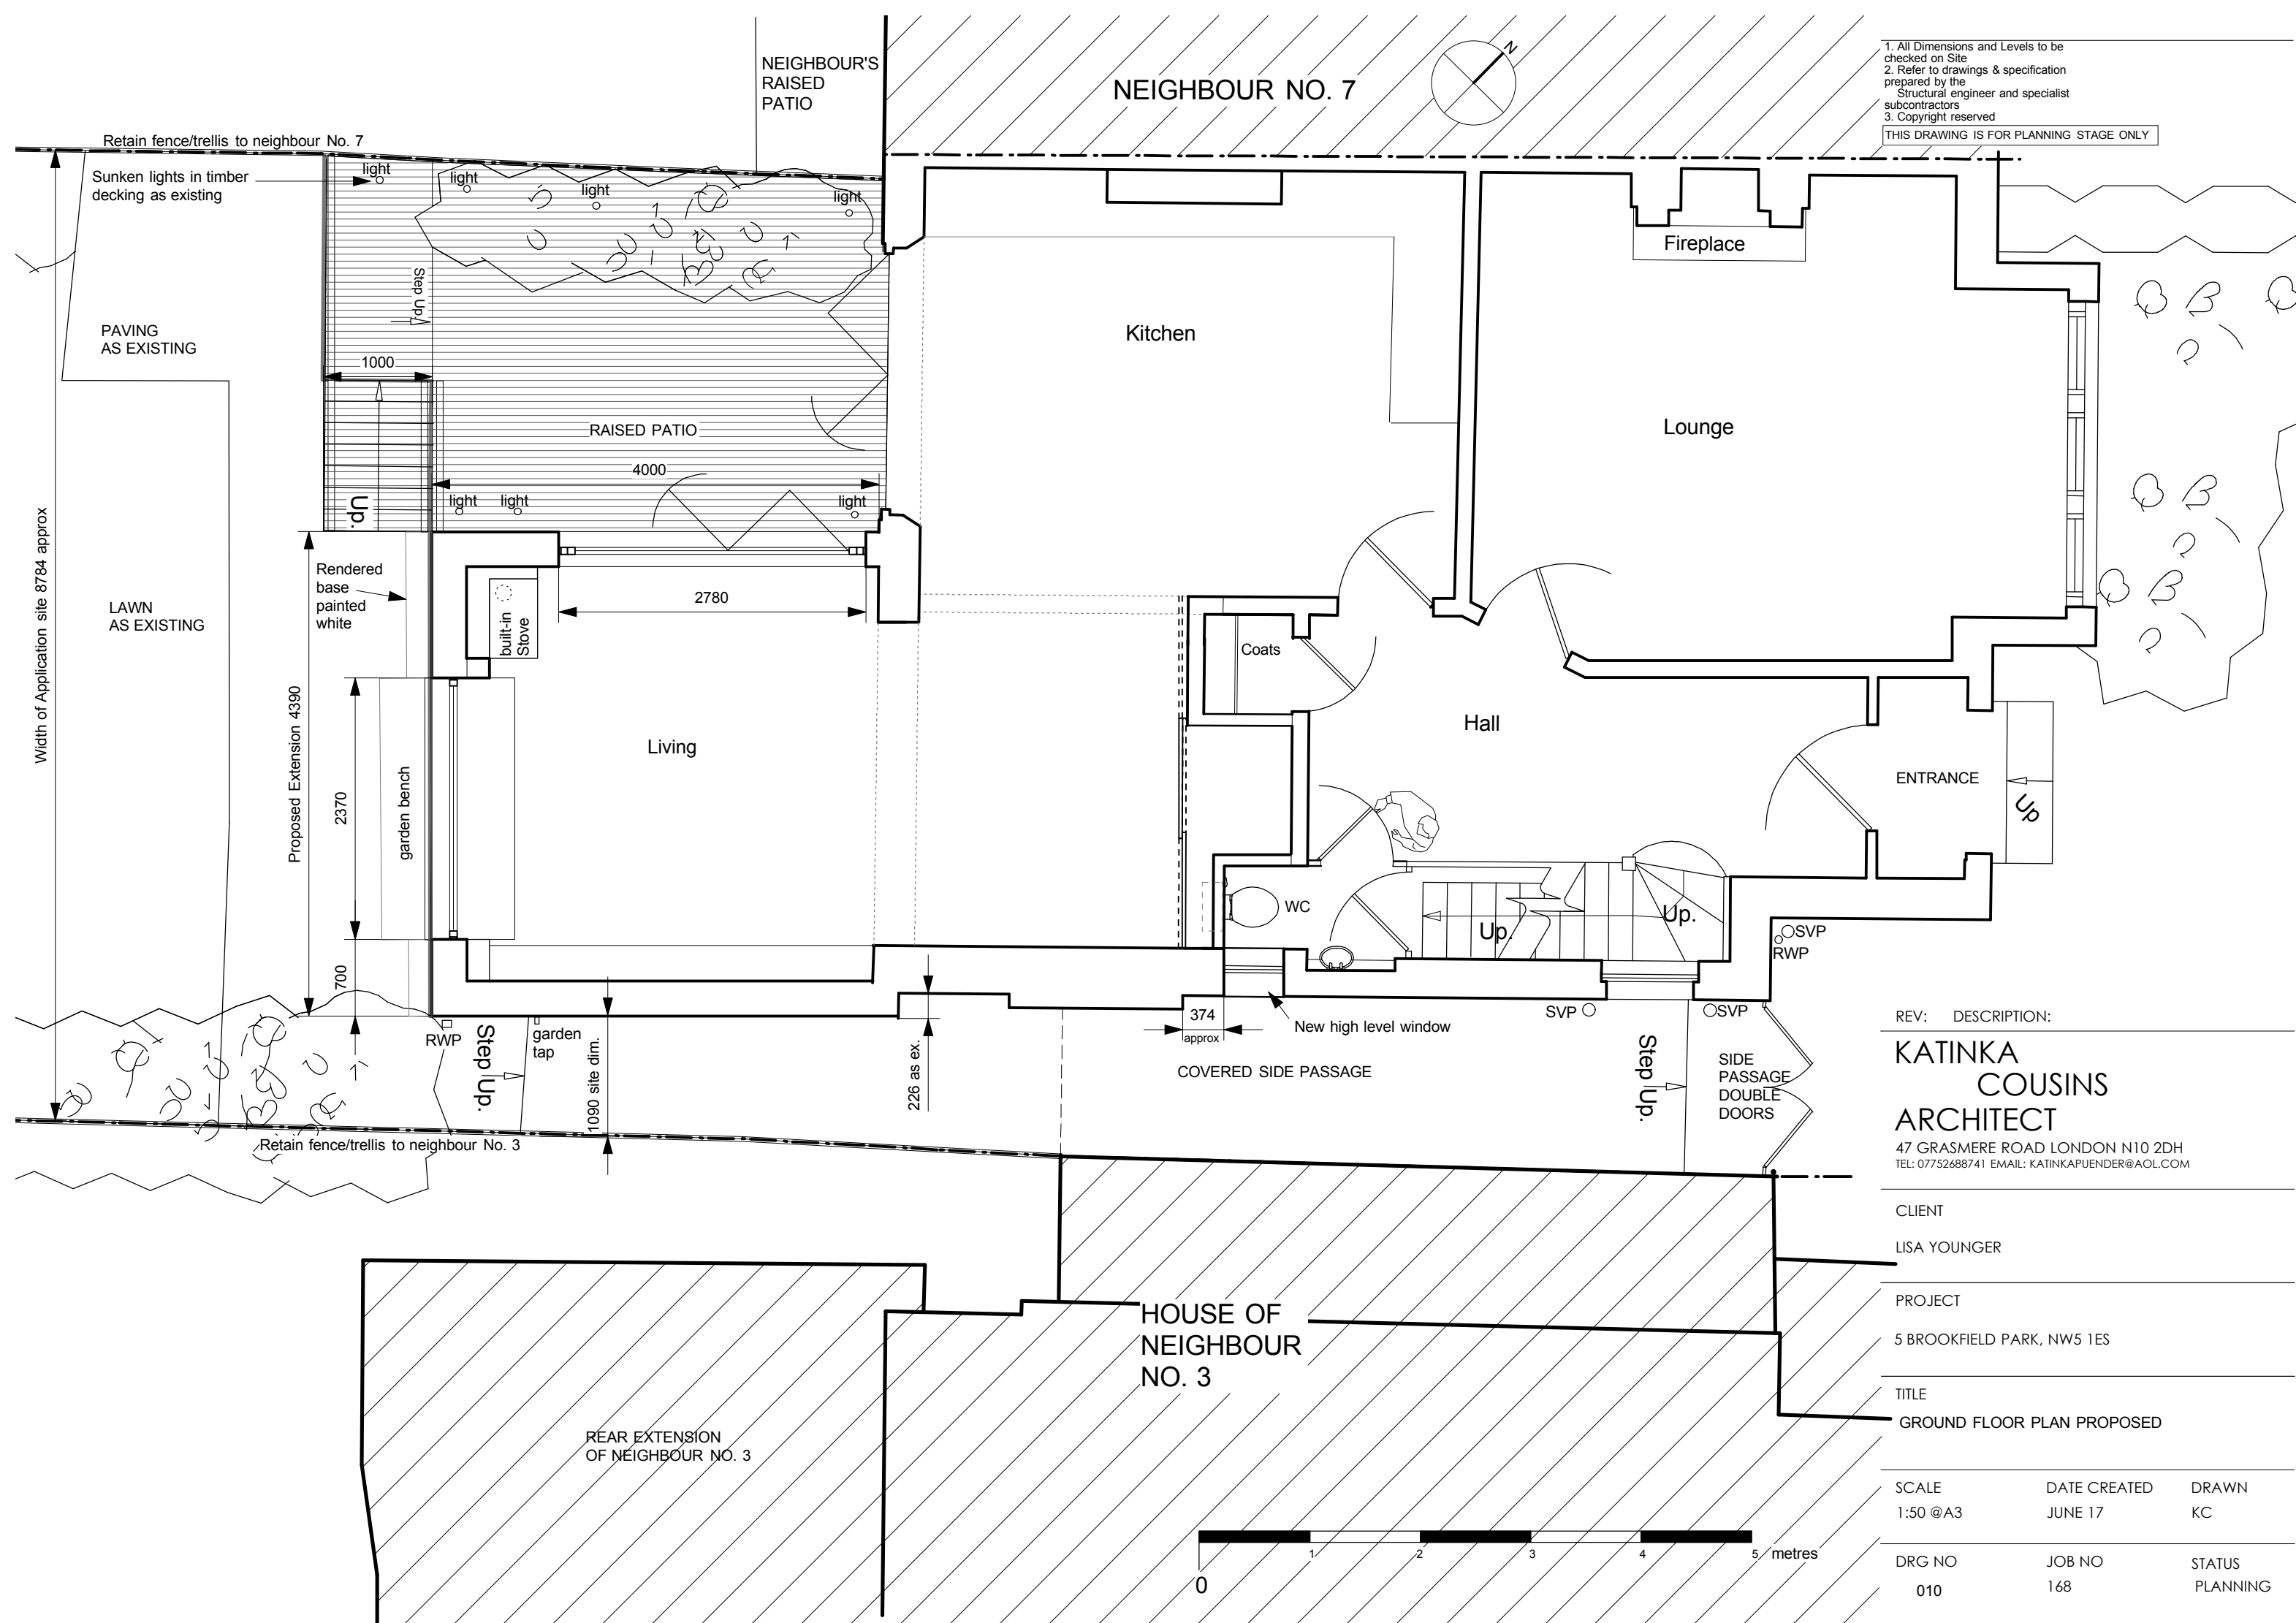 NEIGHBOUR'S
RAISED
PATIO
NEIGHBOUR NO. 7
N
1. All Dimensions and Levels to be
checked on Site
2. Refer to drawings & specification
prepared by the
Structural engineer and specialist
subcontractors
3. Copyright reserved
THIS DRAWING IS FOR PLANNING STAGE ONLY
Retain fence/trellis to neighbour No. 7
Sunken lights in timber
decking as existing
light
light
light
light
Step Up.
PAVING
AS EXISTING
1000
RAISED PATIO
4000
light
light
light
Up.
Kitchen
Fireplace
Lounge
Width of Application site 8784 approx
LAWN
AS EXISTING
Rendered
base
painted
white
built-in
Stove
2780
Proposed Extension 4390
2370
garden bench
700
Living
Coats
Hall
ENTRANCE
Up
WC
Up.
Up.
SVP
RWP
RWP
Step Up.
garden
tap
1090 site dim.
226 as ex.
374
approx
New high level window
SVP
SVP
COVERED SIDE PASSAGE
Step Up.
SIDE
PASSAGE
DOUBLE
DOORS
Retain fence/trellis to neighbour No. 3
HOUSE OF
NEIGHBOUR
NO. 3
REAR EXTENSION
OF NEIGHBOUR NO. 3
0
1
2
3
4
5 metres
REV: DESCRIPTION:
KATINKA
COUSINS
ARCHITECT
47 GRASMERE ROAD LONDON N10 2DH
TEL: 07752688741 EMAIL: KATINKAPUENDER@AOL.COM
CLIENT
LISA YOUNGER
PROJECT
5 BROOKFIELD PARK, NW5 1ES
TITLE
GROUND FLOOR PLAN PROPOSED
SCALE DATE CREATED DRAWN
1:50 @A3 JUNE 17 KC
DRG NO JOB NO STATUS
010 168 PLANNING